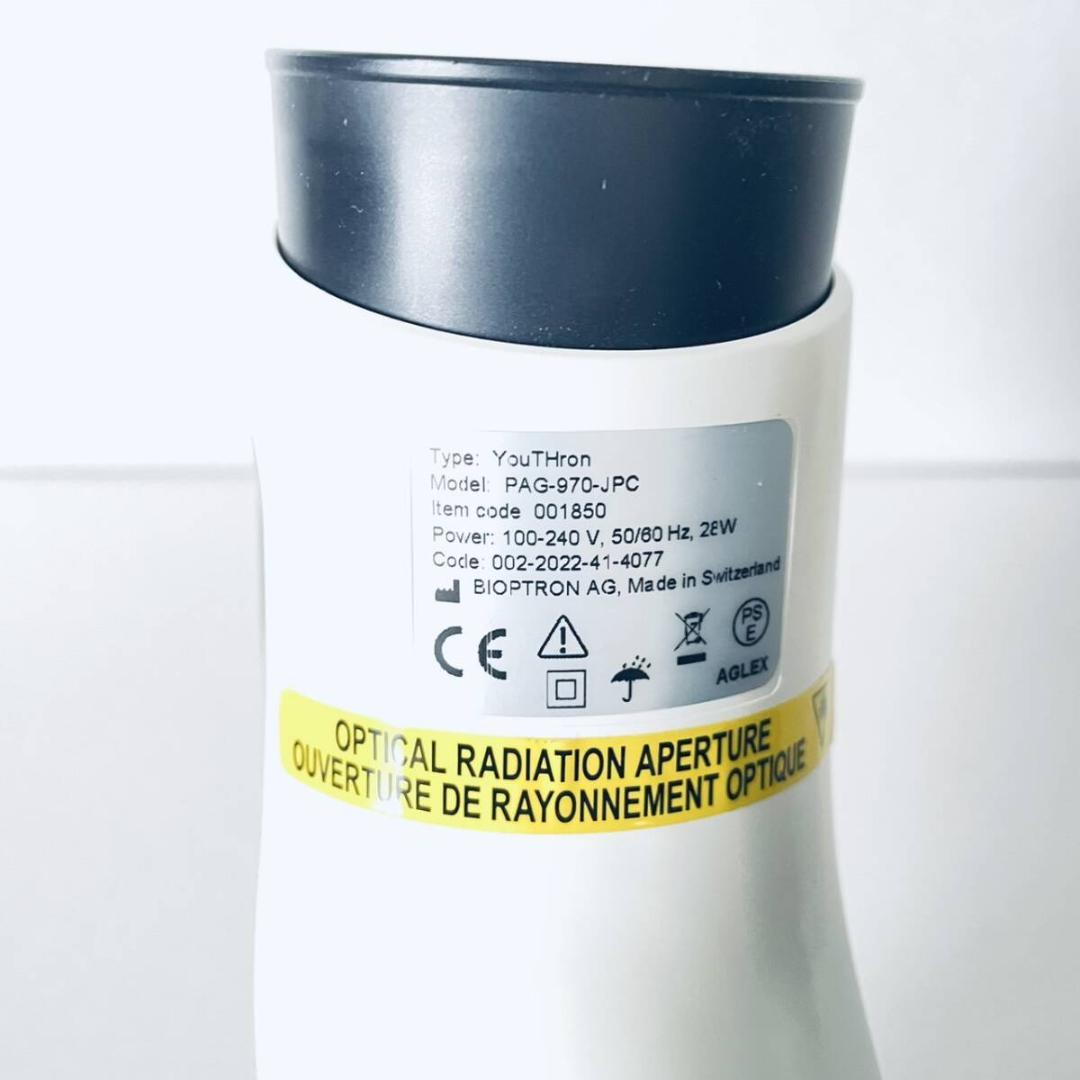 Type: YouTHron
Model: PAG-970-JPC
Item code 001850
Power: 100-240 V, 50/60 Hz, 28W
Code: 002-2022-41-4077
BIOPTRON AG, Made in Switzerland
CE
PS
E
AGLEX
OPTICAL RADIATION APERTURE
OUVERTURE DE RAYONNEMENT OPTIQUE